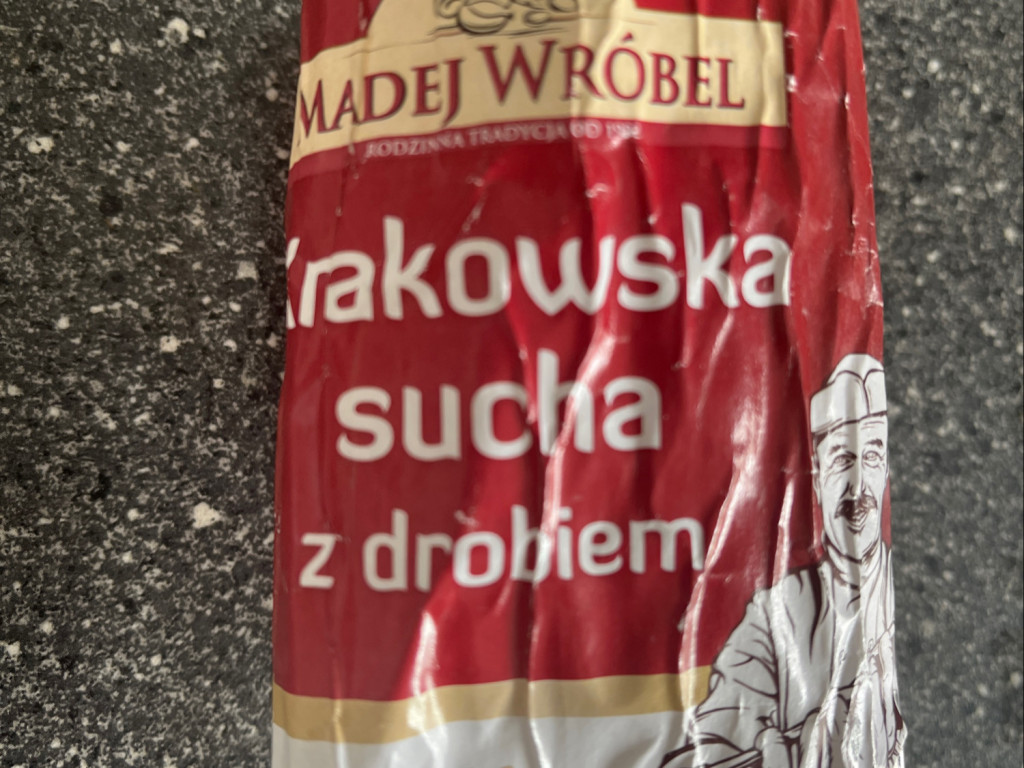 MADEJ WRÓBEL
RODZINNA TRADYCJA OD
Krakowska
sucha
z drobiem